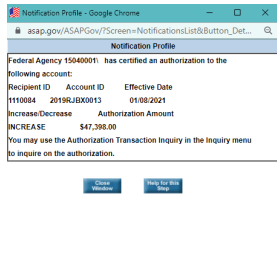 Notification Profile - Google Chrome
asap.gov/ASAPGov/?Screen=NotificationsList&Button_Det...
Notification Profile
Federal Agency 15040001\ has certified an authorization to the
following account:
Recipient ID Account ID Effective Date
1110084 2019RJBX0013 01/08/2021
Increase/Decrease Authorization Amount
INCREASE $47,398.00
You may use the Authorization Transaction Inquiry in the Inquiry menu
to inquire on the authorization.
Close Window
Help for this Step